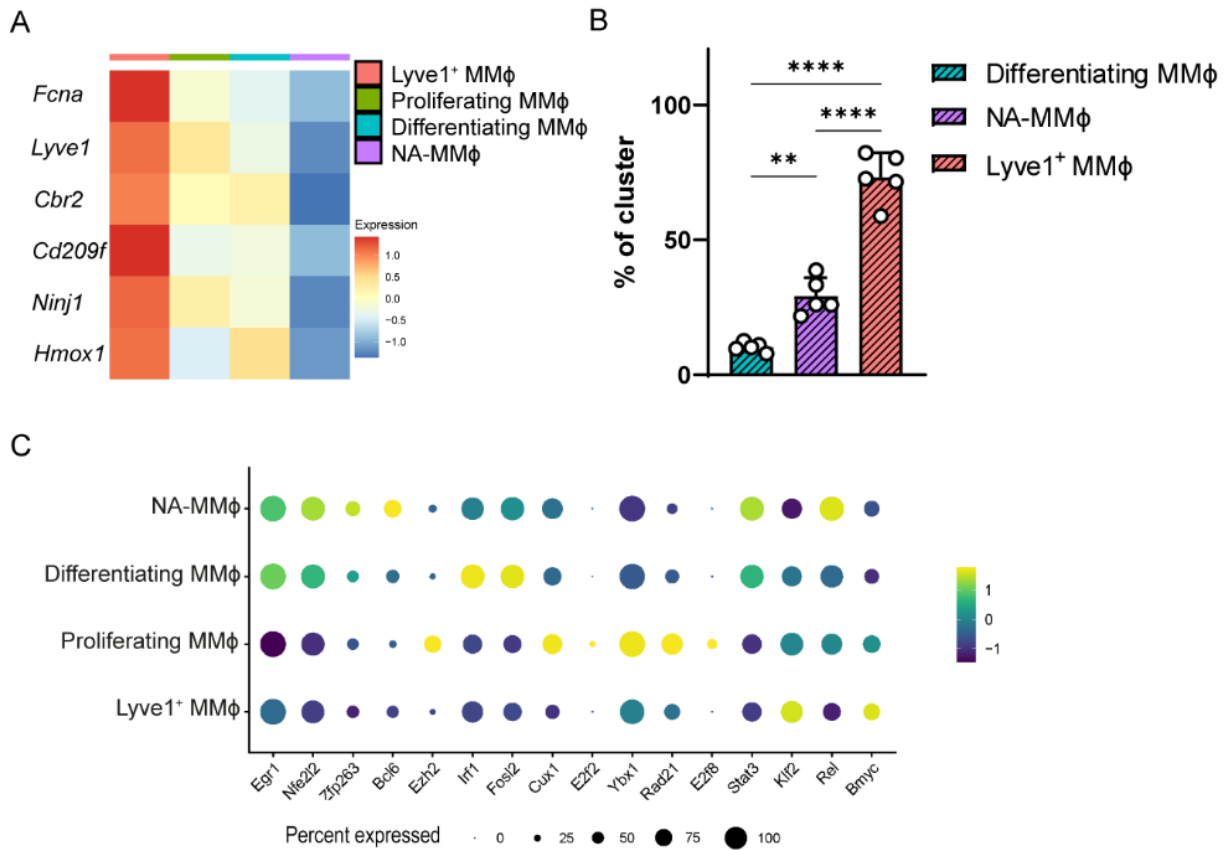 A
Fcna
Lyve1
Cbr2
Cd209f
Ninj1
Hmox1
Lyve1⁺ MMϕ
Proliferating MMϕ
Differentiating MMϕ
NA-MMϕ
Expression
1.0
0.5
0.0
−0.5
−1.0
B
% of cluster
100
50
0
****
****
**
Differentiating MMϕ
NA-MMϕ
Lyve1⁺ MMϕ
C
NA-MMϕ
Differentiating MMϕ
Proliferating MMϕ
Lyve1⁺ MMϕ
Egr1
Nfe2l2
Zfp263
Bcl6
Ezh2
Irf1
Fosl2
Cux1
E2f2
Ybx1
Rad21
E2f8
Stat3
Klf2
Rel
Bmyc
1
0
−1
Percent expressed 0 25 50 75 100